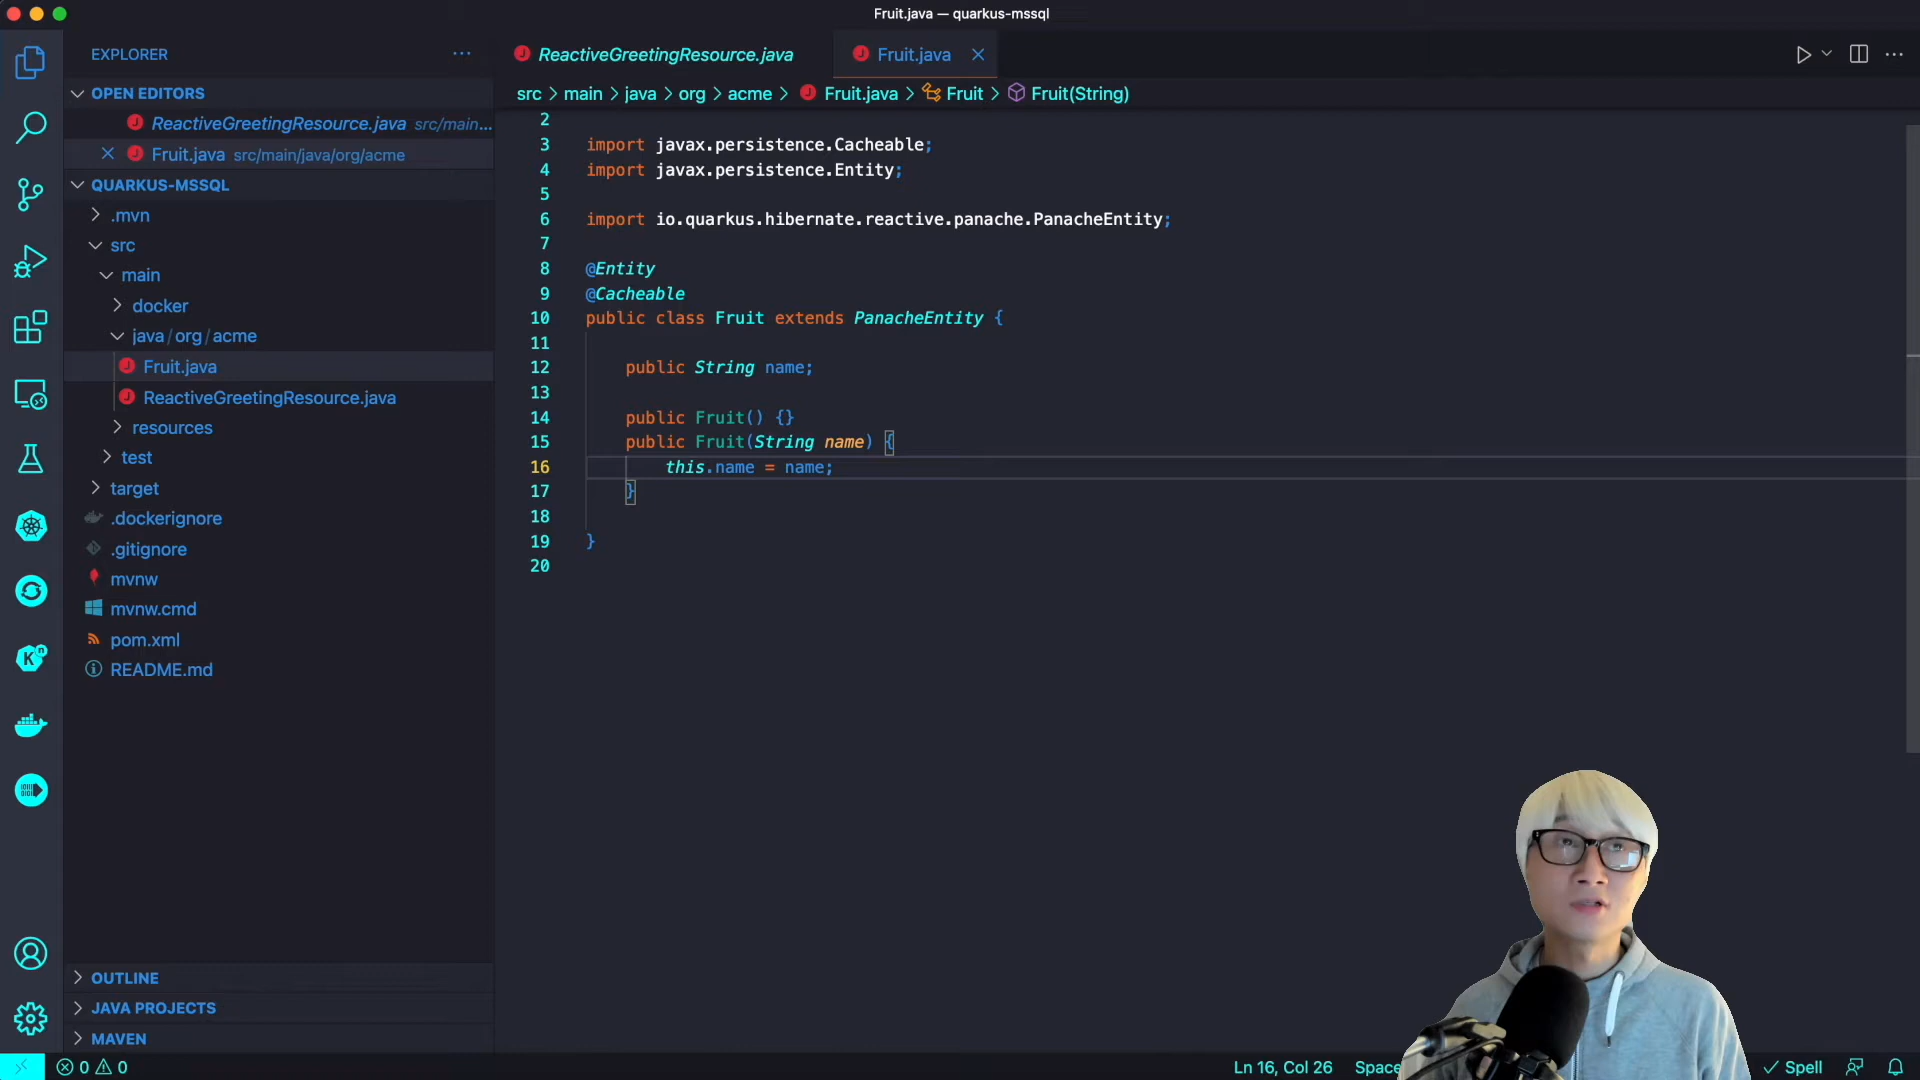 Fruit.java — quarkus-mssql
EXPLORER
OPEN EDITORS
ReactiveGreetingResource.java src/main...
Fruit.java src/main/java/org/acme
QUARKUS-MSSQL
.mvn
src
main
docker
java/org/acme
Fruit.java
ReactiveGreetingResource.java
resources
test
target
.dockerignore
.gitignore
mvnw
mvnw.cmd
pom.xml
README.md
OUTLINE
JAVA PROJECTS
MAVEN
ReactiveGreetingResource.java
Fruit.java
src > main > java > org > acme > Fruit.java > Fruit > Fruit(String)
2
3 import javax.persistence.Cacheable;
4 import javax.persistence.Entity;
5
6 import io.quarkus.hibernate.reactive.panache.PanacheEntity;
7
8 @Entity
9 @Cacheable
10 public class Fruit extends PanacheEntity {
11
12 public String name;
13
14 public Fruit() {}
15 public Fruit(String name) {
16 this.name = name;
17 }
18
19 }
20
0 0
Ln 16, Col 26
Spell